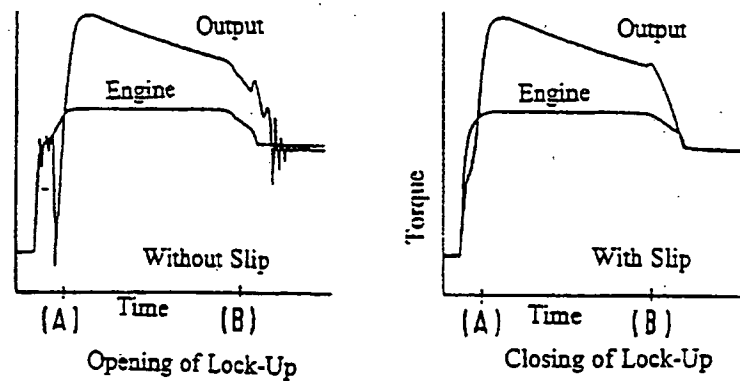 Output
Engine
Without Slip
Time
(A)
(B)
Opening of Lock-Up
Torque
Output
Engine
With Slip
Time
(A)
(B)
Closing of Lock-Up